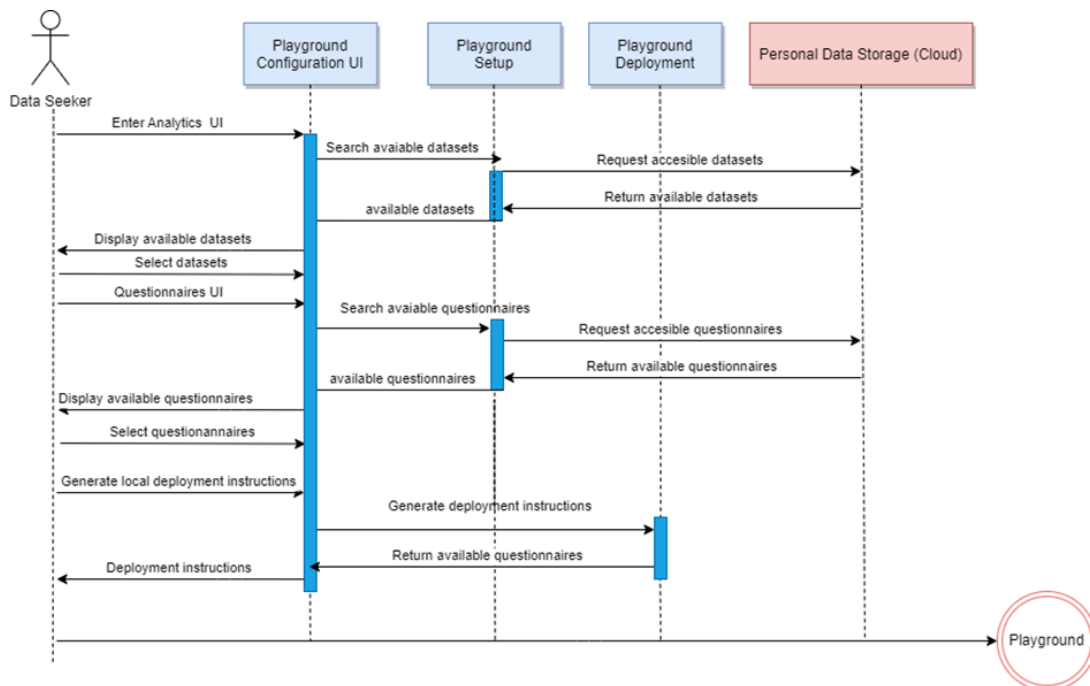 Playground
Configuration UI
Playground
Setup
Playground
Deployment
Personal Data Storage (Cloud)
Data Seeker
Enter Analytics UI
Search avaiable datasets
Request accesible datasets
Return available datasets
available datasets
Display available datasets
Select datasets
Questionnaires UI
Search avaiable questionnaires
Request accesible questionnaires
Return available questionnaires
available questionnaires
Display available questionnaires
Select questionannaires
Generate local deployment instructions
Generate deployment instructions
Return available questionnaires
Deployment instructions
Playground